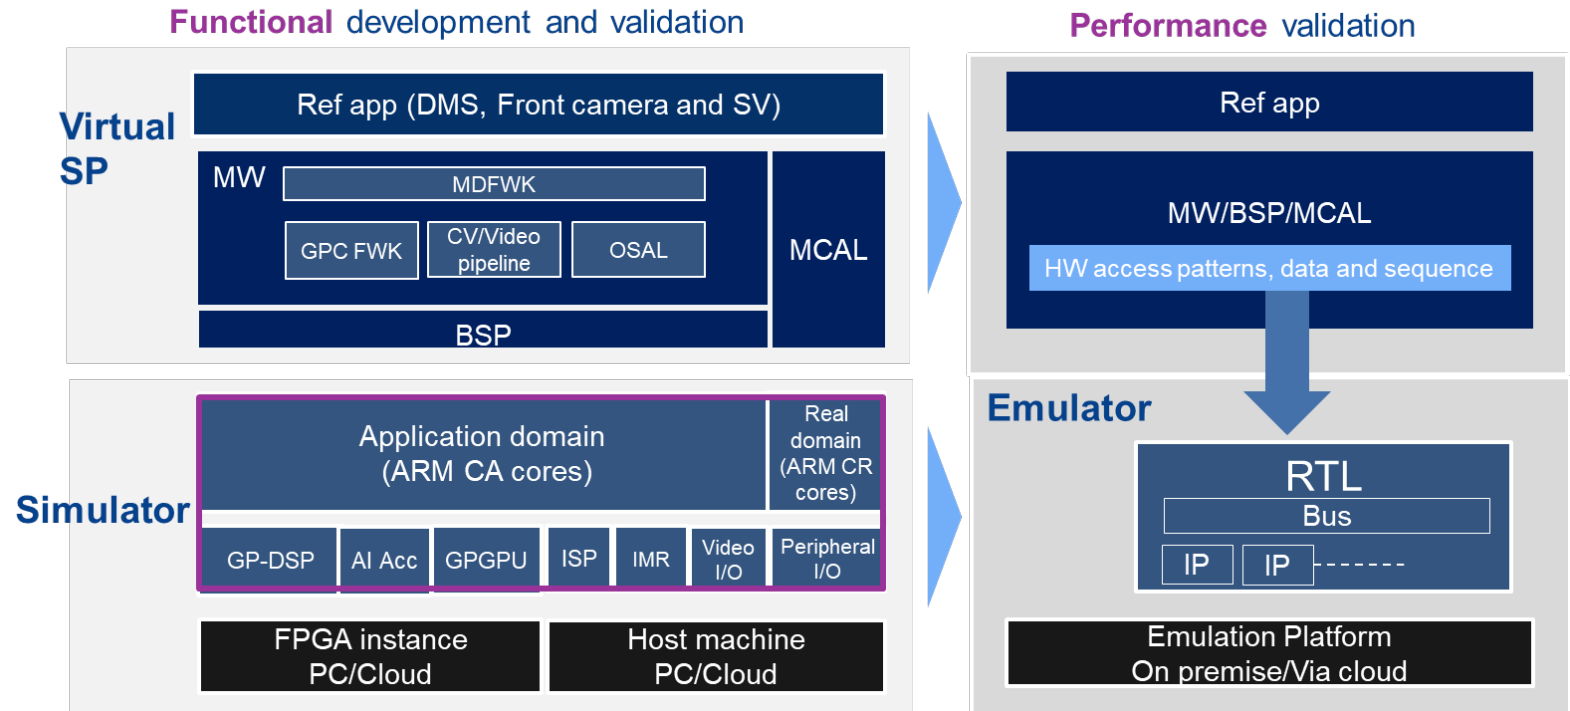 Functional development and validation
Virtual
SP
Ref app (DMS, Front camera and SV)
MW
MDFWK
GPC FWK
CV/Video
pipeline
OSAL
MCAL
BSP
Simulator
Application domain
(ARM CA cores)
Real
domain
(ARM CR
cores)
GP-DSP
AI Acc
GPGPU
ISP
IMR
Video
I/O
Peripheral
I/O
FPGA instance
PC/Cloud
Host machine
PC/Cloud
Performance validation
Ref app
MW/BSP/MCAL
HW access patterns, data and sequence
Emulator
RTL
Bus
IP
IP
Emulation Platform
On premise/Via cloud